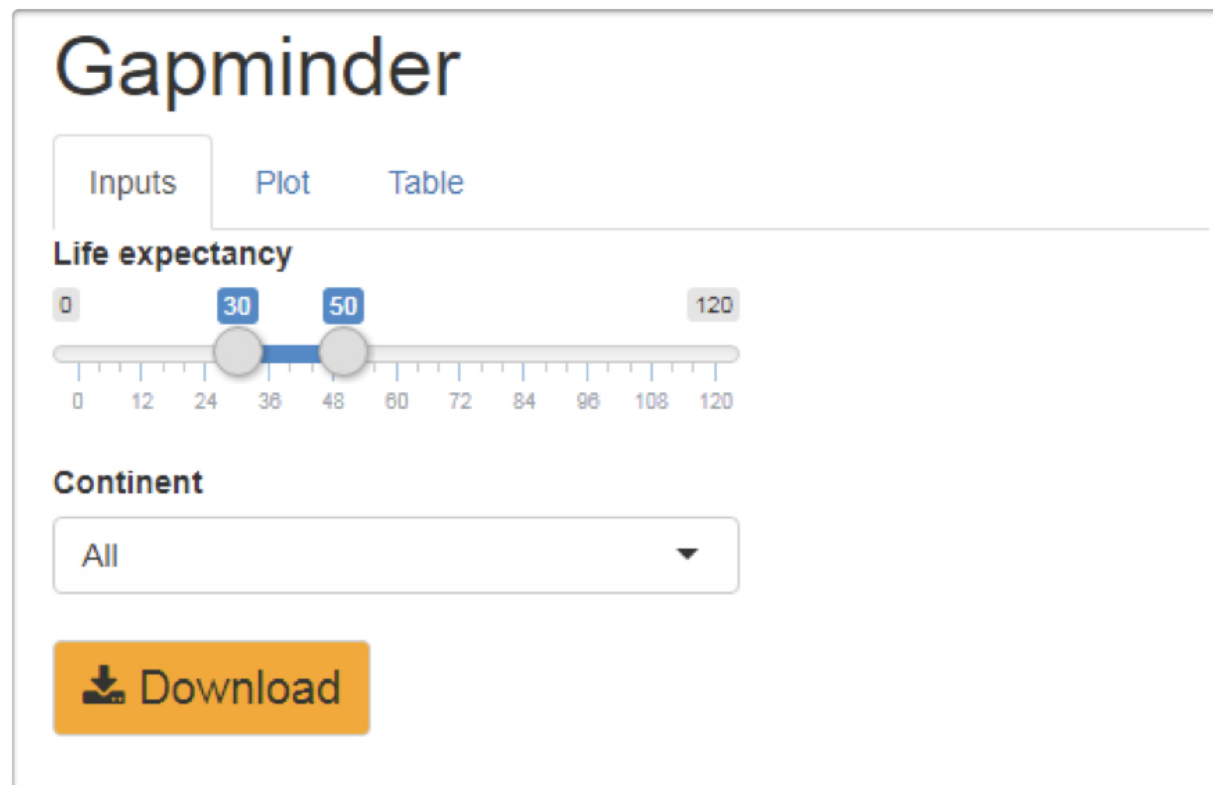 Gapminder
Inputs Plot Table
Life expectancy
0 30 50 120
0 12 24 36 48 60 72 84 96 108 120
Continent
All
Download